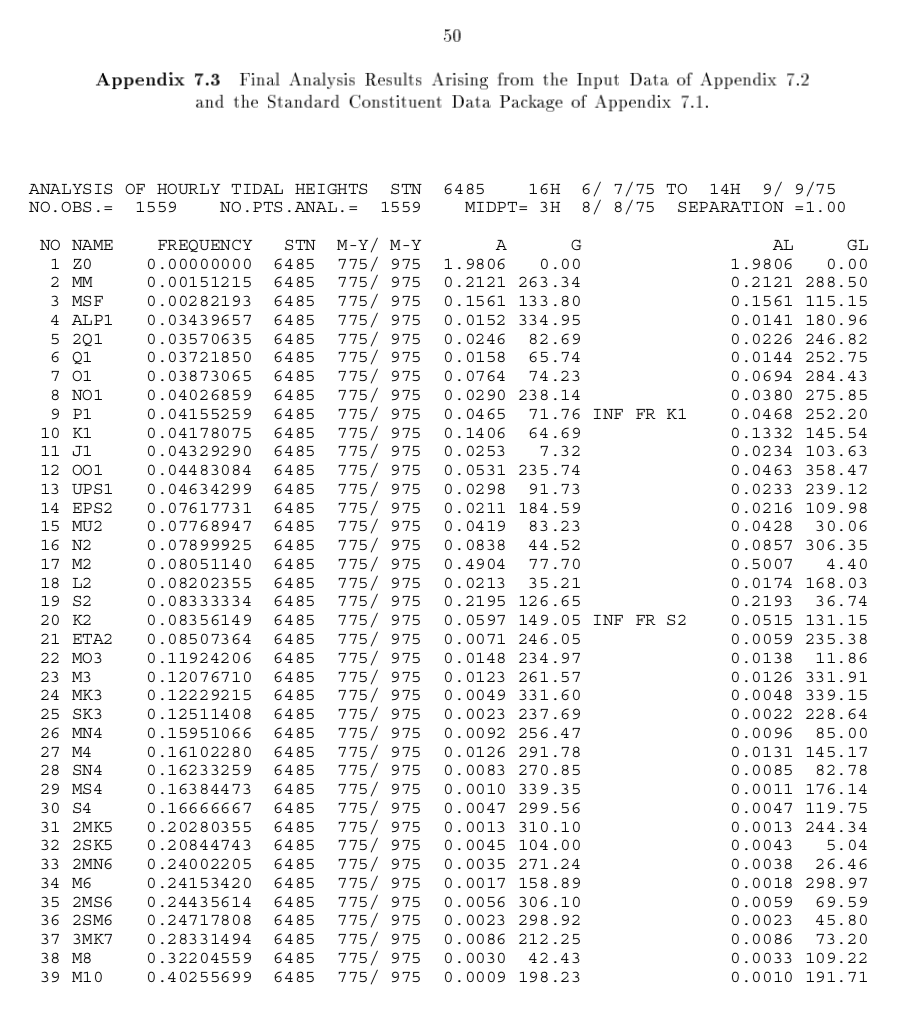 50
Appendix 7.3 Final Analysis Results Arising from the Input Data of Appendix 7.2
and the Standard Constituent Data Package of Appendix 7.1.
ANALYSIS OF HOURLY TIDAL HEIGHTS STN 6485 16H 6/ 7/75 TO 14H 9/ 9/75
NO.OBS.= 1559 NO.PTS.ANAL.= 1559 MIDPT= 3H 8/ 8/75 SEPARATION =1.00
NO NAME FREQUENCY STN M-Y/ M-Y A G AL GL
1 Z0 0.00000000 6485 775/ 975 1.9806 0.00 1.9806 0.00
2 MM 0.00151215 6485 775/ 975 0.2121 263.34 0.2121 288.50
3 MSF 0.00282193 6485 775/ 975 0.1561 133.80 0.1561 115.15
4 ALP1 0.03439657 6485 775/ 975 0.0152 334.95 0.0141 180.96
5 2Q1 0.03570635 6485 775/ 975 0.0246 82.69 0.0226 246.82
6 Q1 0.03721850 6485 775/ 975 0.0158 65.74 0.0144 252.75
7 O1 0.03873065 6485 775/ 975 0.0764 74.23 0.0694 284.43
8 NO1 0.04026859 6485 775/ 975 0.0290 238.14 0.0380 275.85
9 P1 0.04155259 6485 775/ 975 0.0465 71.76 INF FR K1 0.0468 252.20
10 K1 0.04178075 6485 775/ 975 0.1406 64.69 0.1332 145.54
11 J1 0.04329290 6485 775/ 975 0.0253 7.32 0.0234 103.63
12 OO1 0.04483084 6485 775/ 975 0.0531 235.74 0.0463 358.47
13 UPS1 0.04634299 6485 775/ 975 0.0298 91.73 0.0233 239.12
14 EPS2 0.07617731 6485 775/ 975 0.0211 184.59 0.0216 109.98
15 MU2 0.07768947 6485 775/ 975 0.0419 83.23 0.0428 30.06
16 N2 0.07899925 6485 775/ 975 0.0838 44.52 0.0857 306.35
17 M2 0.08051140 6485 775/ 975 0.4904 77.70 0.5007 4.40
18 L2 0.08202355 6485 775/ 975 0.0213 35.21 0.0174 168.03
19 S2 0.08333334 6485 775/ 975 0.2195 126.65 0.2193 36.74
20 K2 0.08356149 6485 775/ 975 0.0597 149.05 INF FR S2 0.0515 131.15
21 ETA2 0.08507364 6485 775/ 975 0.0071 246.05 0.0059 235.38
22 MO3 0.11924206 6485 775/ 975 0.0148 234.97 0.0138 11.86
23 M3 0.12076710 6485 775/ 975 0.0123 261.57 0.0126 331.91
24 MK3 0.12229215 6485 775/ 975 0.0049 331.60 0.0048 339.15
25 SK3 0.12511408 6485 775/ 975 0.0023 237.69 0.0022 228.64
26 MN4 0.15951066 6485 775/ 975 0.0092 256.47 0.0096 85.00
27 M4 0.16102280 6485 775/ 975 0.0126 291.78 0.0131 145.17
28 SN4 0.16233259 6485 775/ 975 0.0083 270.85 0.0085 82.78
29 MS4 0.16384473 6485 775/ 975 0.0010 339.35 0.0011 176.14
30 S4 0.16666667 6485 775/ 975 0.0047 299.56 0.0047 119.75
31 2MK5 0.20280355 6485 775/ 975 0.0013 310.10 0.0013 244.34
32 2SK5 0.20844743 6485 775/ 975 0.0045 104.00 0.0043 5.04
33 2MN6 0.24002205 6485 775/ 975 0.0035 271.24 0.0038 26.46
34 M6 0.24153420 6485 775/ 975 0.0017 158.89 0.0018 298.97
35 2MS6 0.24435614 6485 775/ 975 0.0056 306.10 0.0059 69.59
36 2SM6 0.24717808 6485 775/ 975 0.0023 298.92 0.0023 45.80
37 3MK7 0.28331494 6485 775/ 975 0.0086 212.25 0.0086 73.20
38 M8 0.32204559 6485 775/ 975 0.0030 42.43 0.0033 109.22
39 M10 0.40255699 6485 775/ 975 0.0009 198.23 0.0010 191.71